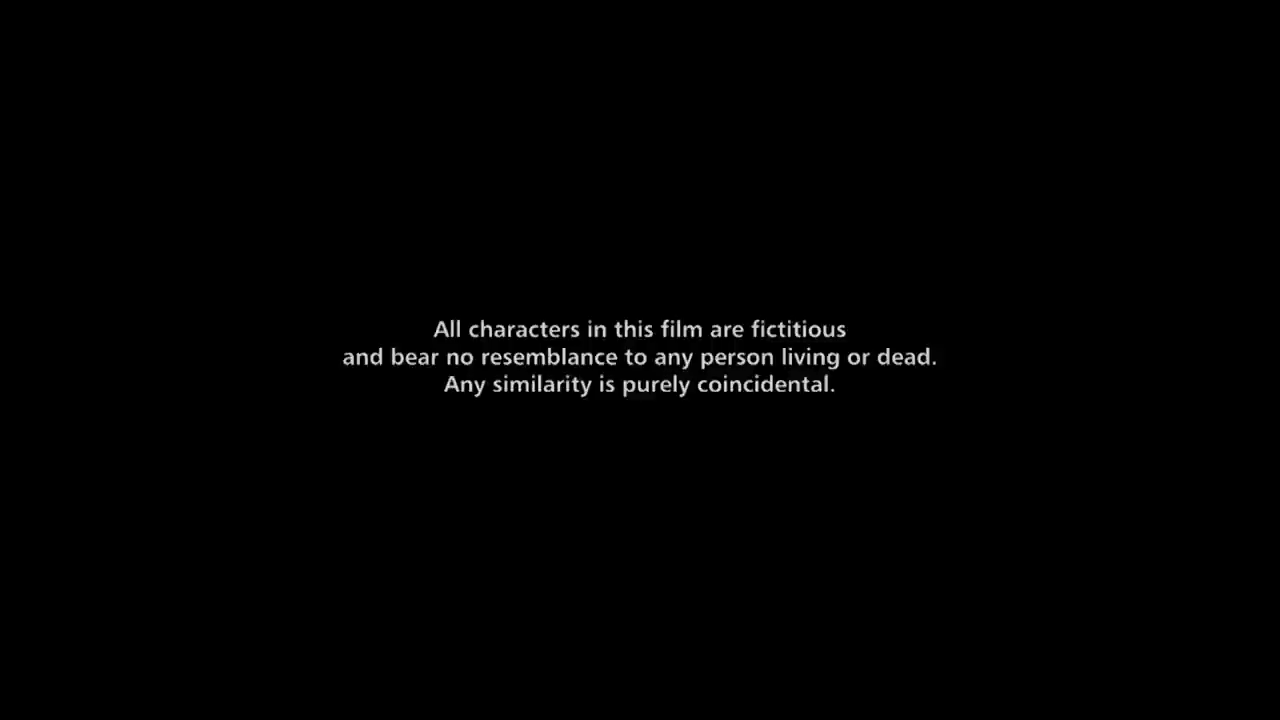 All characters in this film are fictitious
and bear no resemblance to any person living or dead.
Any similarity is purely coincidental.